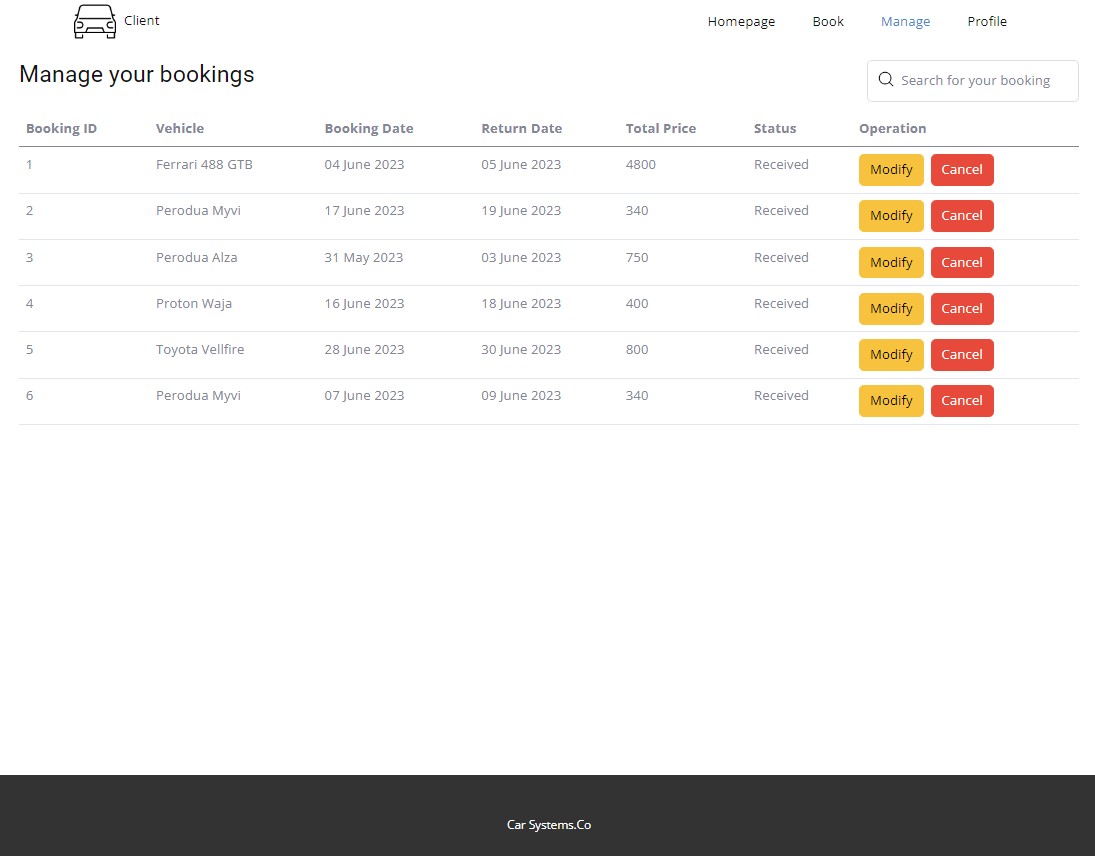 Client Homepage Book Manage Profile
Manage your bookings
Search for your booking
Booking ID Vehicle Booking Date Return Date Total Price Status Operation
1 Ferrari 488 GTB 04 June 2023 05 June 2023 4800 Received Modify Cancel
2 Perodua Myvi 17 June 2023 19 June 2023 340 Received Modify Cancel
3 Perodua Alza 31 May 2023 03 June 2023 750 Received Modify Cancel
4 Proton Waja 16 June 2023 18 June 2023 400 Received Modify Cancel
5 Toyota Vellfire 28 June 2023 30 June 2023 800 Received Modify Cancel
6 Perodua Myvi 07 June 2023 09 June 2023 340 Received Modify Cancel
Car Systems.Co